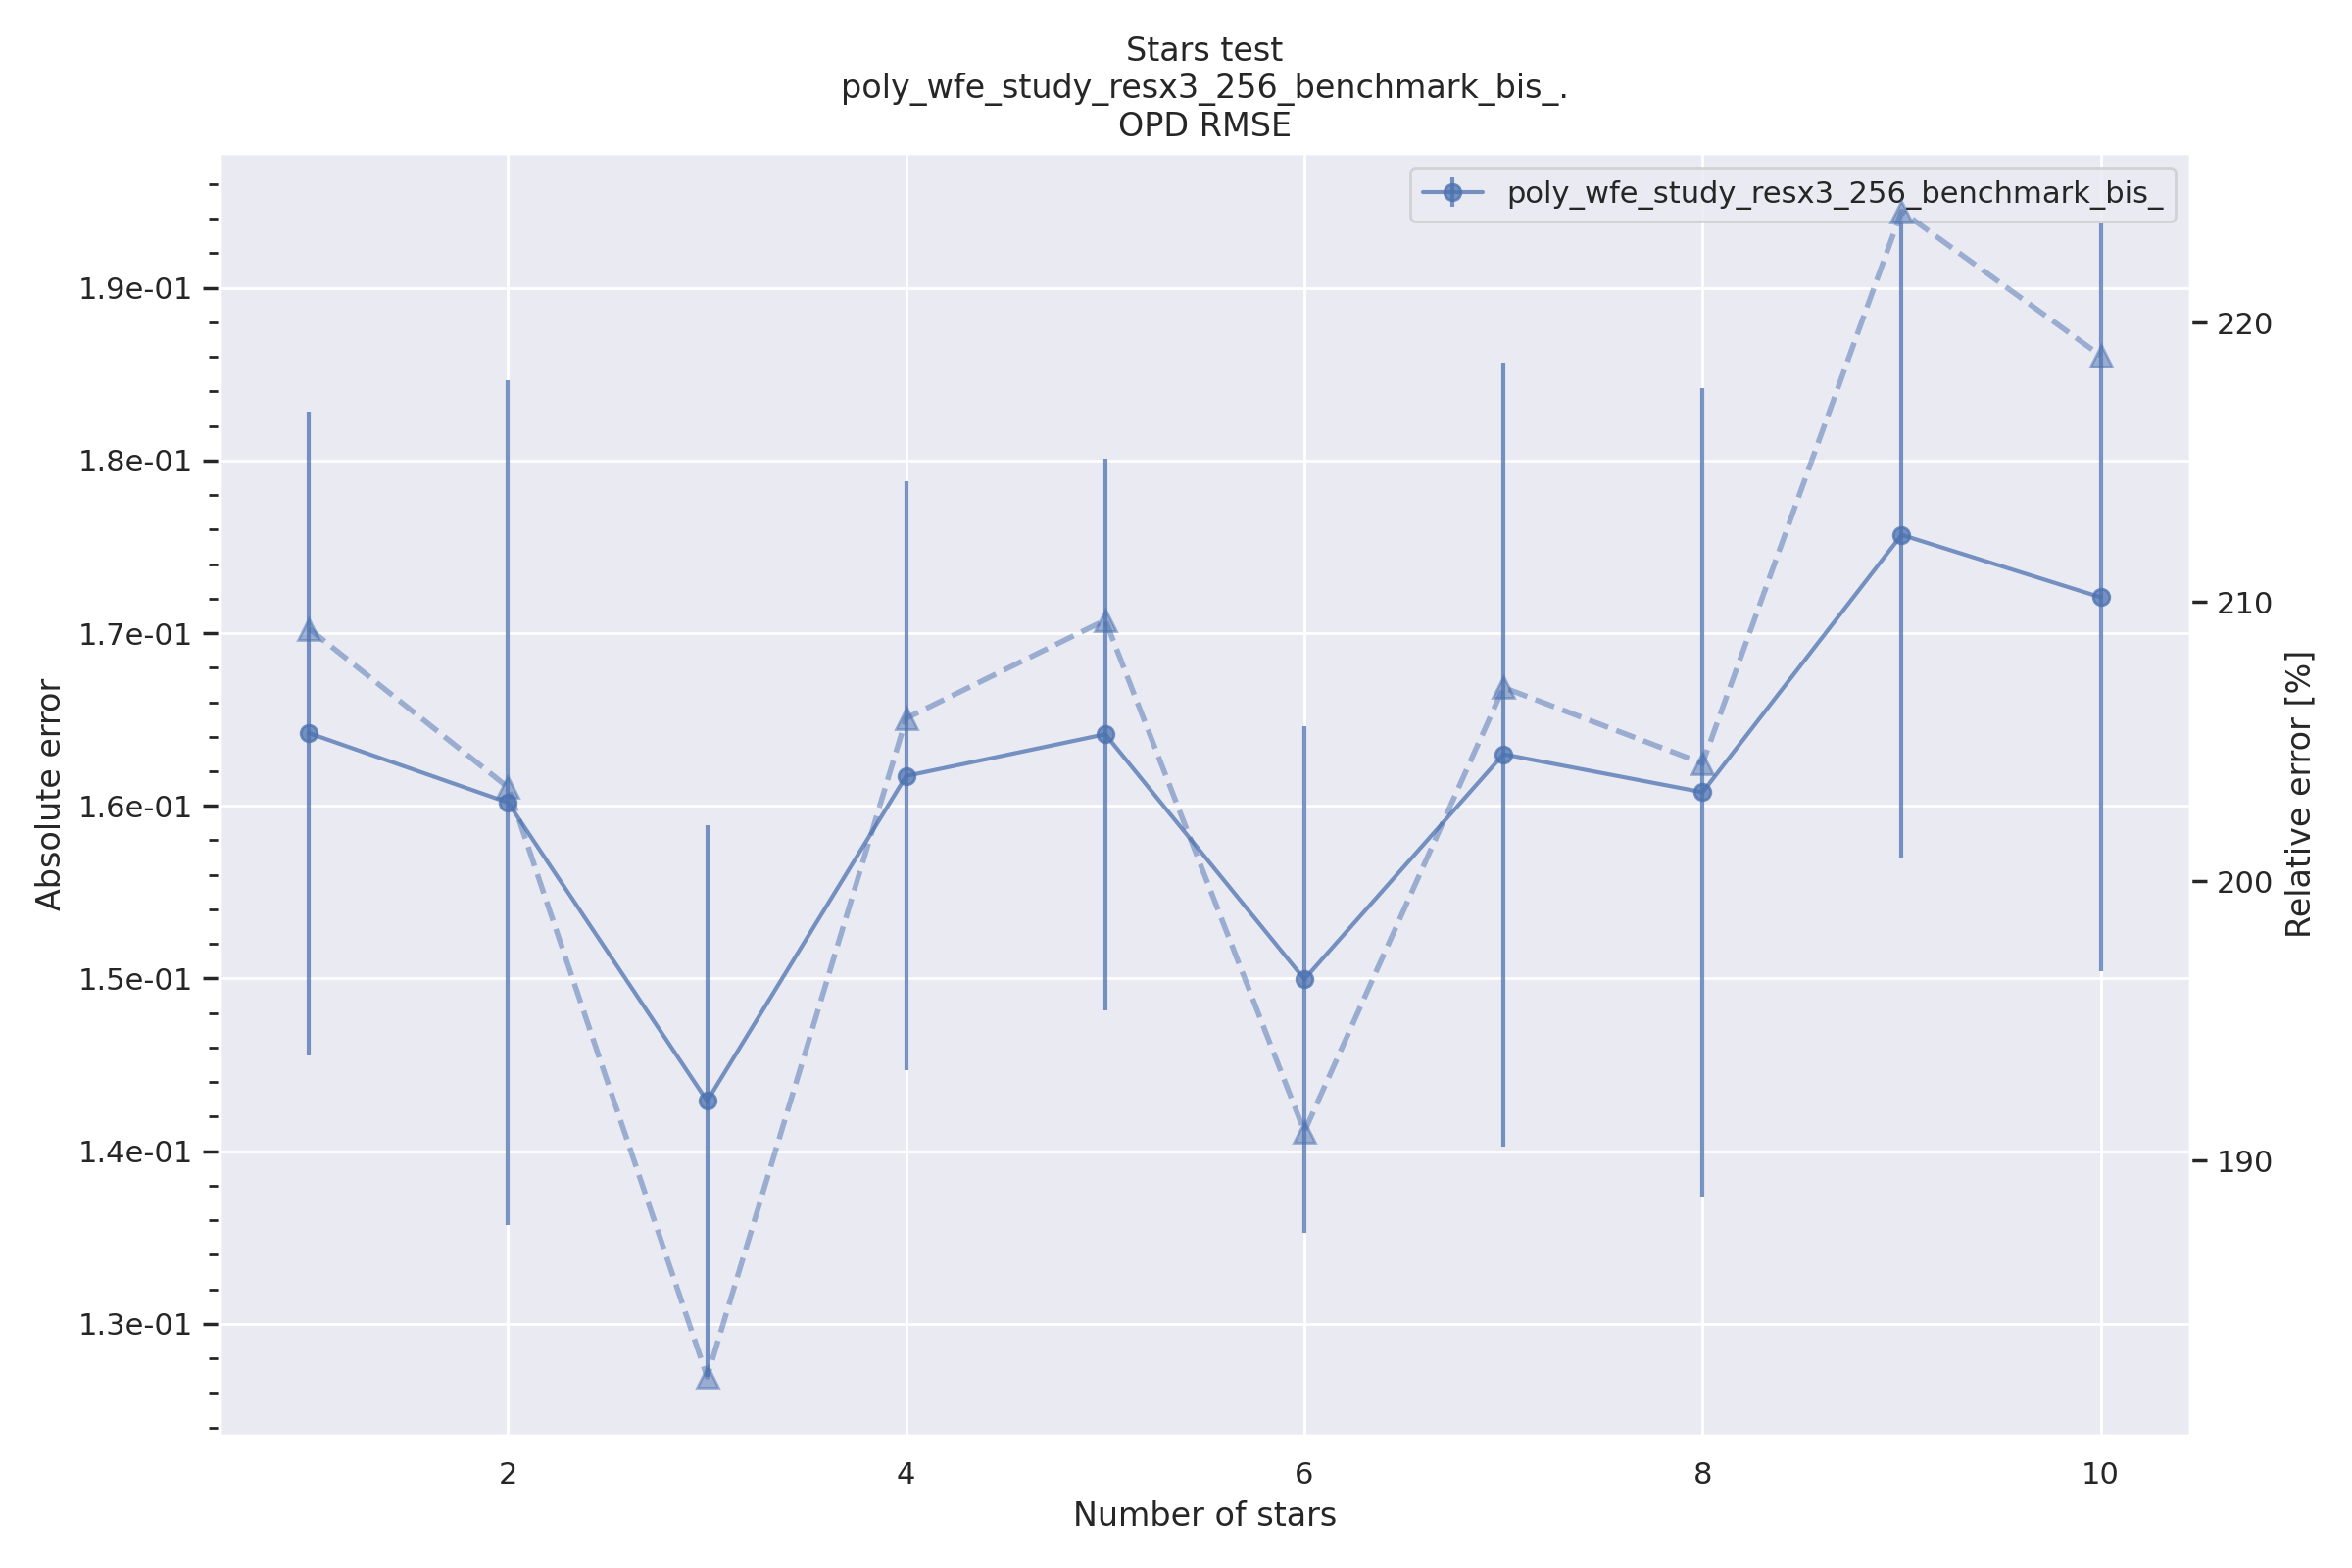 Stars test
poly_wfe_study_resx3_256_benchmark_bis_.
OPD RMSE
poly_wfe_study_resx3_256_benchmark_bis_
1.9e-01
1.8e-01
1.7e-01
1.6e-01
1.5e-01
1.4e-01
1.3e-01
Absolute error
220
210
200
190
Relative error [%]
2 4 6 8 10
Number of stars